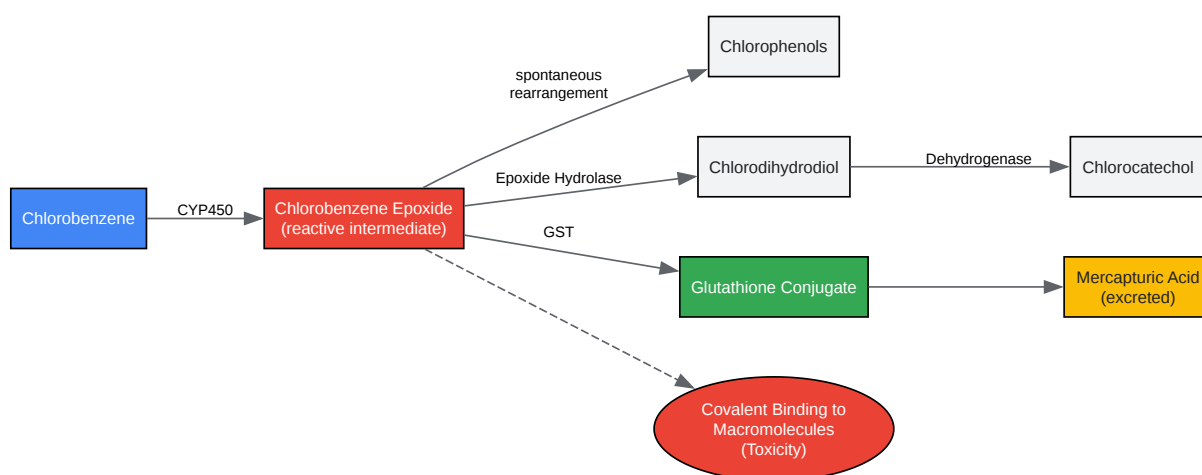 Chlorobenzene
CYP450
Chlorobenzene Epoxide
(reactive intermediate)
spontaneous
rearrangement
Chlorophenols
Epoxide Hydrolase
Chlorodihydrodiol
Dehydrogenase
Chlorocatechol
GST
Glutathione Conjugate
Mercapturic Acid
(excreted)
Covalent Binding to
Macromolecules
(Toxicity)